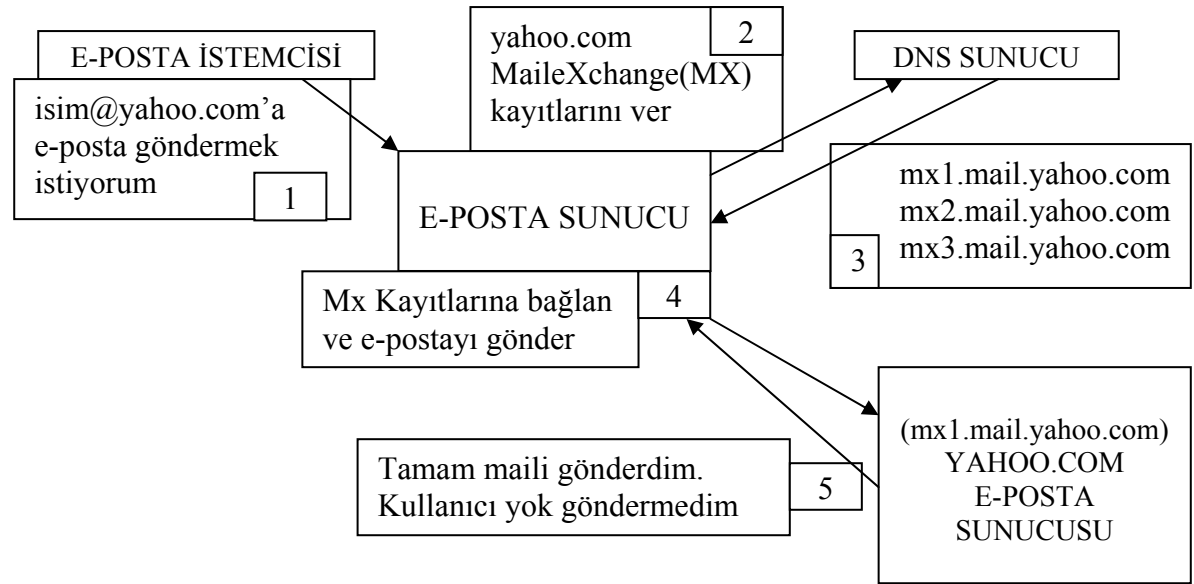 E-POSTA İSTEMCİSİ
isim@yahoo.com’a
e-posta göndermek
istiyorum
1
yahoo.com
MaileXchange(MX)
kayıtlarını ver
2
DNS SUNUCU
E-POSTA SUNUCU
mx1.mail.yahoo.com
mx2.mail.yahoo.com
mx3.mail.yahoo.com
3
Mx Kayıtlarına bağlan
ve e-postayı gönder
4
(mx1.mail.yahoo.com)
YAHOO.COM
E-POSTA
SUNUCUSU
Tamam maili gönderdim.
Kullanıcı yok göndermedim
5